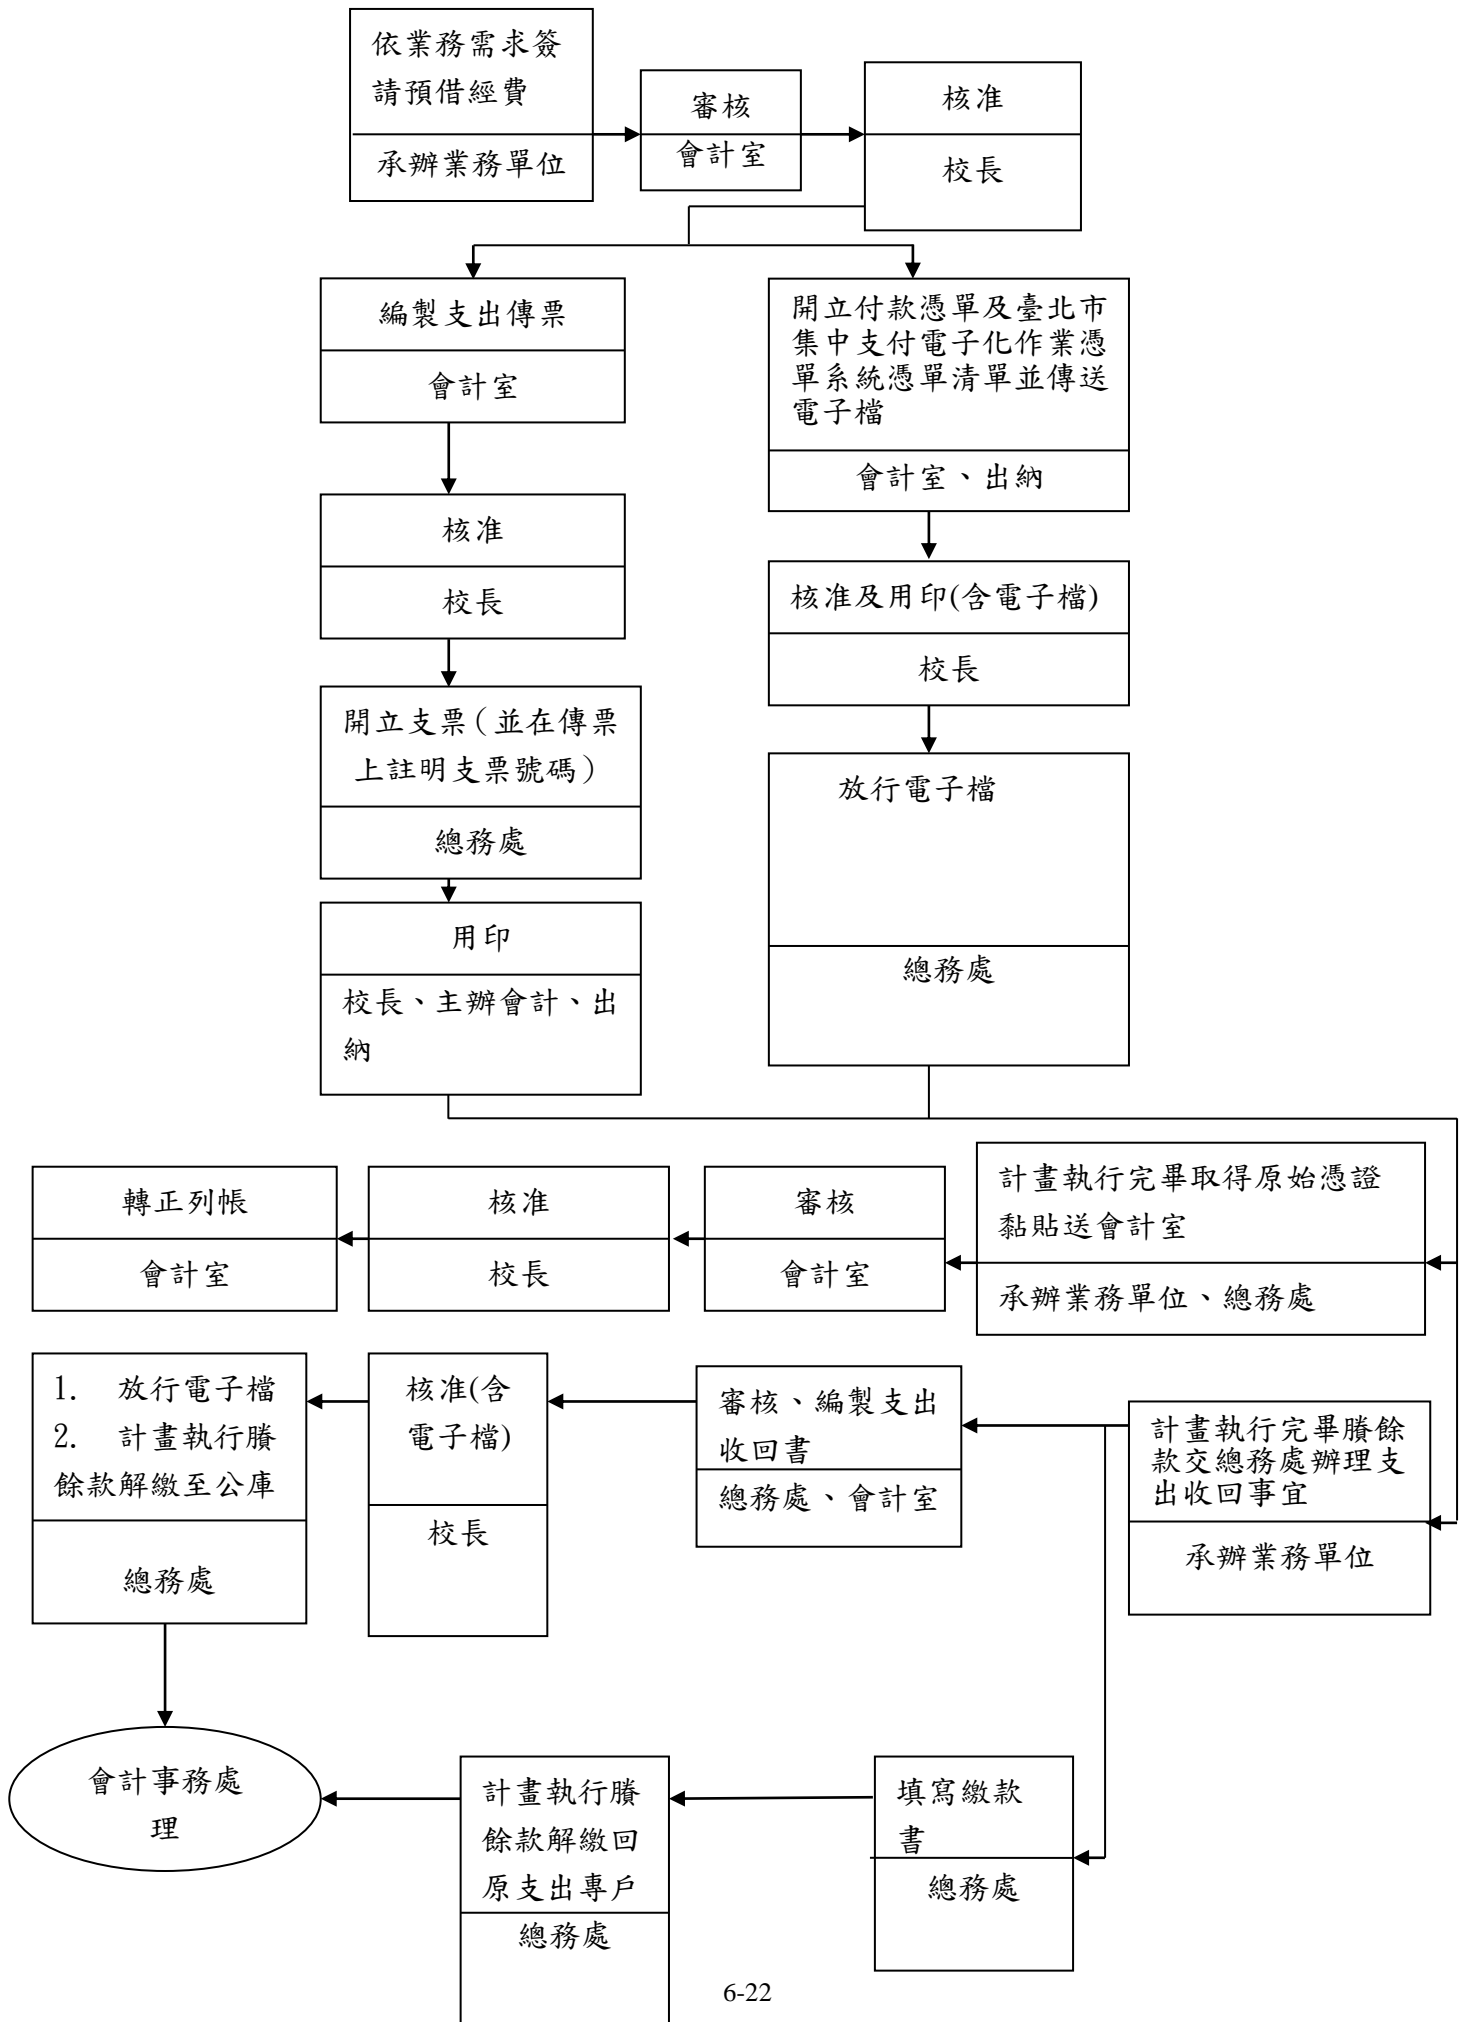 依業務需求簽
請預借經費
承辦業務單位
審核
會計室
核准
校長
編製支出傳票
會計室
開立付款憑單及臺北市
集中支付電子化作業憑
單系統憑單清單並傳送
電子檔
會計室、出納
核准
校長
核准及用印(含電子檔)
校長
開立支票（並在傳票
上註明支票號碼）
總務處
放行電子檔
總務處
用印
校長、主辦會計、出
納
計畫執行完畢取得原始憑證
黏貼送會計室
承辦業務單位、總務處
審核
會計室
核准
校長
轉正列帳
會計室
計畫執行完畢賸餘
款交總務處辦理支
出收回事宜
承辦業務單位
審核、編製支出
收回書
總務處、會計室
核准(含
電子檔)
校長
1. 放行電子檔
2. 計畫執行賸
餘款解繳至公庫
總務處
填寫繳款
書
總務處
計畫執行賸
餘款解繳回
原支出專戶
總務處
會計事務處
理
6-22